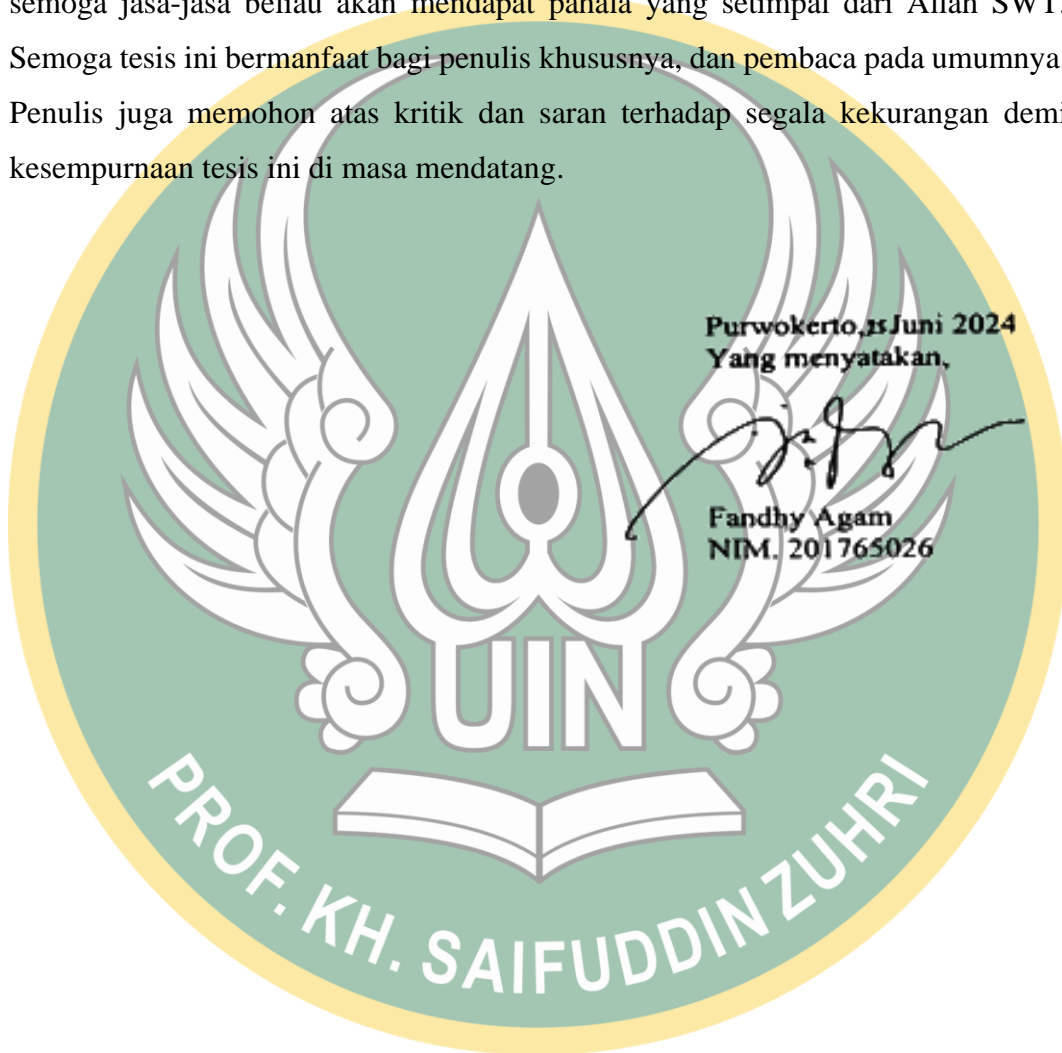 semoga jasa-jasa beliau akan mendapat pahala yang setimpal dari Allah SWT.
Semoga tesis ini bermanfaat bagi penulis khususnya, dan pembaca pada umumnya.
Penulis juga memohon atas kritik dan saran terhadap segala kekurangan demi
kesempurnaan tesis ini di masa mendatang.
Purwokerto, 25 Juni 2024
Yang menyatakan,
Fandhy Agam
NIM. 201765026
UIN
PROF. KH. SAIFUDDIN ZUHRI